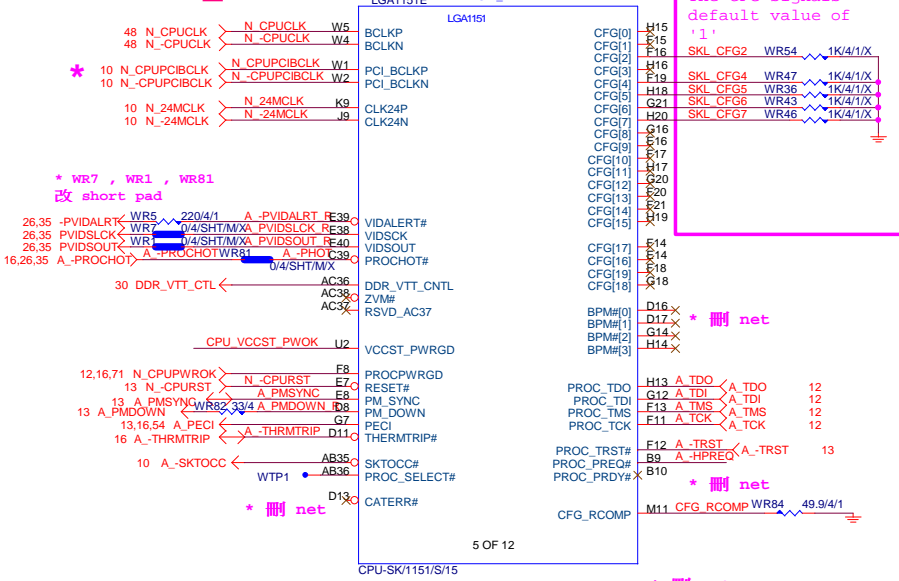 LGA1151E
LGA1151
48 N_CPUCLK N_CPUCLK W5 BCLKP
48 N_-CPUCLK N_-CPUCLK W4 BCLKN
* 10 N_CPUPCIBCLK N_CPUPCIBCLK W1 PCI_BCLKP
10 N_-CPUPCIBCLK N_-CPUPCIBCLK W2 PCI_BCLKN
10 N_24MCLK N_24MCLK K9 CLK24P
10 N_-24MCLK N_-24MCLK J9 CLK24N
* WR7 , WR1 , WR81
改 short pad
26,35 -PVIDALRT WR5 220/4/1 A_-PVIDALRT_R E39 VIDALERT#
26,35 PVIDSLCK WR7 0/4/SHT/M/X A_PVIDSLCK_R E38 VIDSCK
26,35 PVIDSOUT WR1 0/4/SHT/M/X A_PVIDSOUT_R E40 VIDSOUT
16,26,35 A_-PROCHOT A_-PROCHOT WR81 0/4/SHT/M/X A_-PHOT C39 PROCHOT#
30 DDR_VTT_CTL AC36 DDR_VTT_CNTL
AC38 ZVM#
AC37 RSVD_AC37
CPU_VCCST_PWOK U2 VCCST_PWRGD
12,16,71 N_CPUPWROK F8 PROCPWRGD
13 N_-CPURST N_-CPURST E7 RESET#
13 A_PMSYNC A_PMSYNC E8 PM_SYNC
13 A_PMDOWN WR82 33/4 A_PMDOWN_R D8 PM_DOWN
13,16,54 A_PECI G7 PECI
16 A_-THRMTRIP A_-THRMTRIP D11 THERMTRIP#
10 A_-SKTOCC AB35 SKTOCC#
WTP1 AB36 PROC_SELECT#
D13 CATERR#
* 刪 net
default value of
'1'
CFG[0] H15
CFG[1] F15
CFG[2] F16 SKL_CFG2 WR54 1K/4/1/X
CFG[3] H16
CFG[4] F19 SKL_CFG4 WR47 1K/4/1/X
CFG[5] H18 SKL_CFG5 WR36 1K/4/1/X
CFG[6] G21 SKL_CFG6 WR43 1K/4/1/X
CFG[7] H20 SKL_CFG7 WR46 1K/4/1/X
CFG[8] G16
CFG[9] E16
CFG[10] F17
CFG[11] H17
CFG[12] G20
CFG[13] F20
CFG[14] F21
CFG[15] H19
CFG[17] F14
CFG[16] E14
CFG[19] F18
CFG[18] G18
BPM#[0] D16
BPM#[1] D17
BPM#[2] G14
BPM#[3] H14
* 刪 net
PROC_TDO H13 A_TDO A_TDO 12
PROC_TDI G12 A_TDI A_TDI 12
PROC_TMS F13 A_TMS A_TMS 12
PROC_TCK F11 A_TCK A_TCK 12
PROC_TRST# F12 A_-TRST A_-TRST 13
PROC_PREQ# B9 A_-HPREQ
PROC_PRDY# B10
* 刪 net
CFG_RCOMP M11 CFG_RCOMP WR84 49.9/4/1
5 OF 12
CPU-SK/1151/S/15